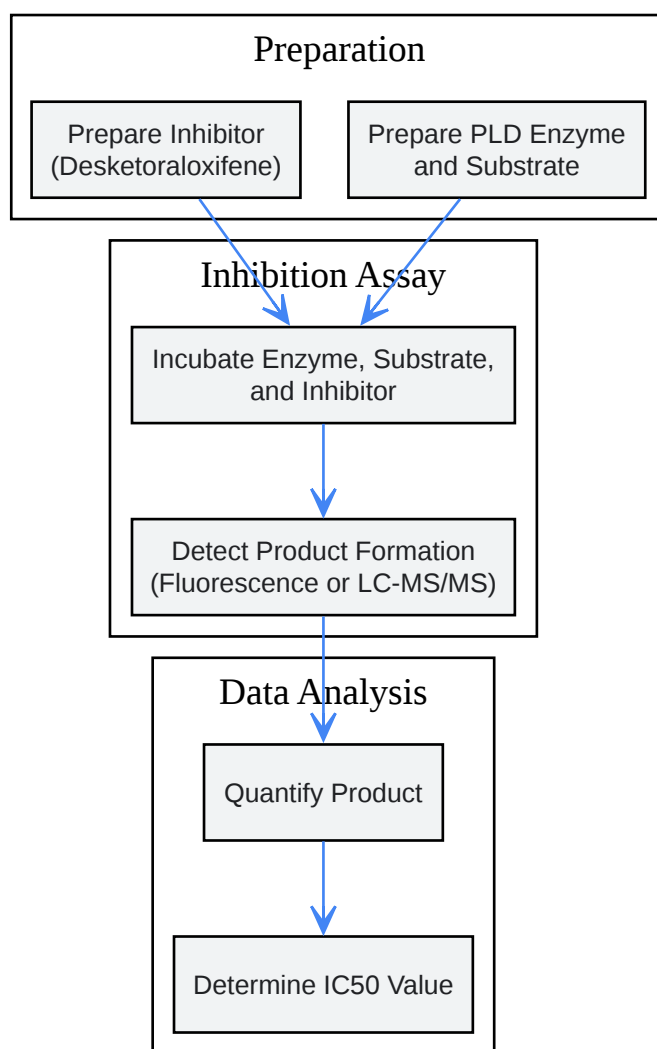 Preparation
Prepare Inhibitor
(Desketoraloxifene)
Prepare PLD Enzyme
and Substrate
Inhibition Assay
Incubate Enzyme, Substrate,
and Inhibitor
Detect Product Formation
(Fluorescence or LC-MS/MS)
Data Analysis
Quantify Product
Determine IC50 Value